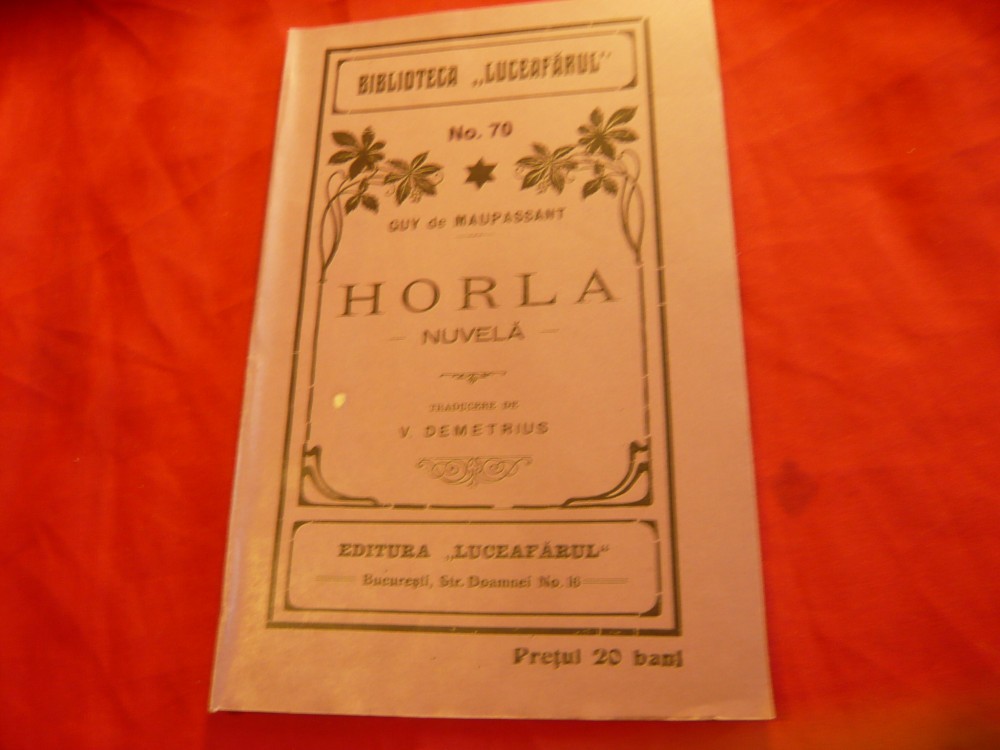 BIBLIOTECA „LUCEAFĂRUL"
No. 70
GUY de MAUPASSANT
HORLA
— NUVELĂ —
TRADUCERE DE
V. DEMETRIUS
EDITURA „LUCEAFĂRUL"
București, Str. Doamnei No. 16
Prețul 20 bani